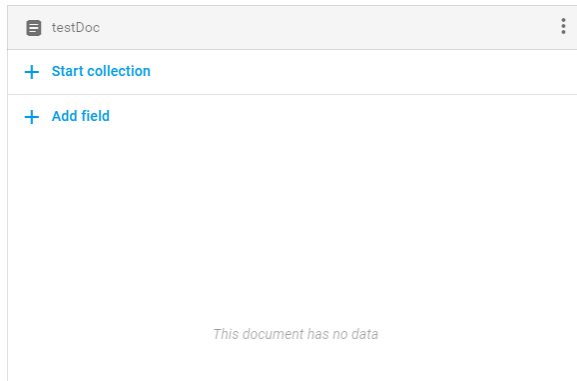 testDoc
Start collection
Add field
This document has no data